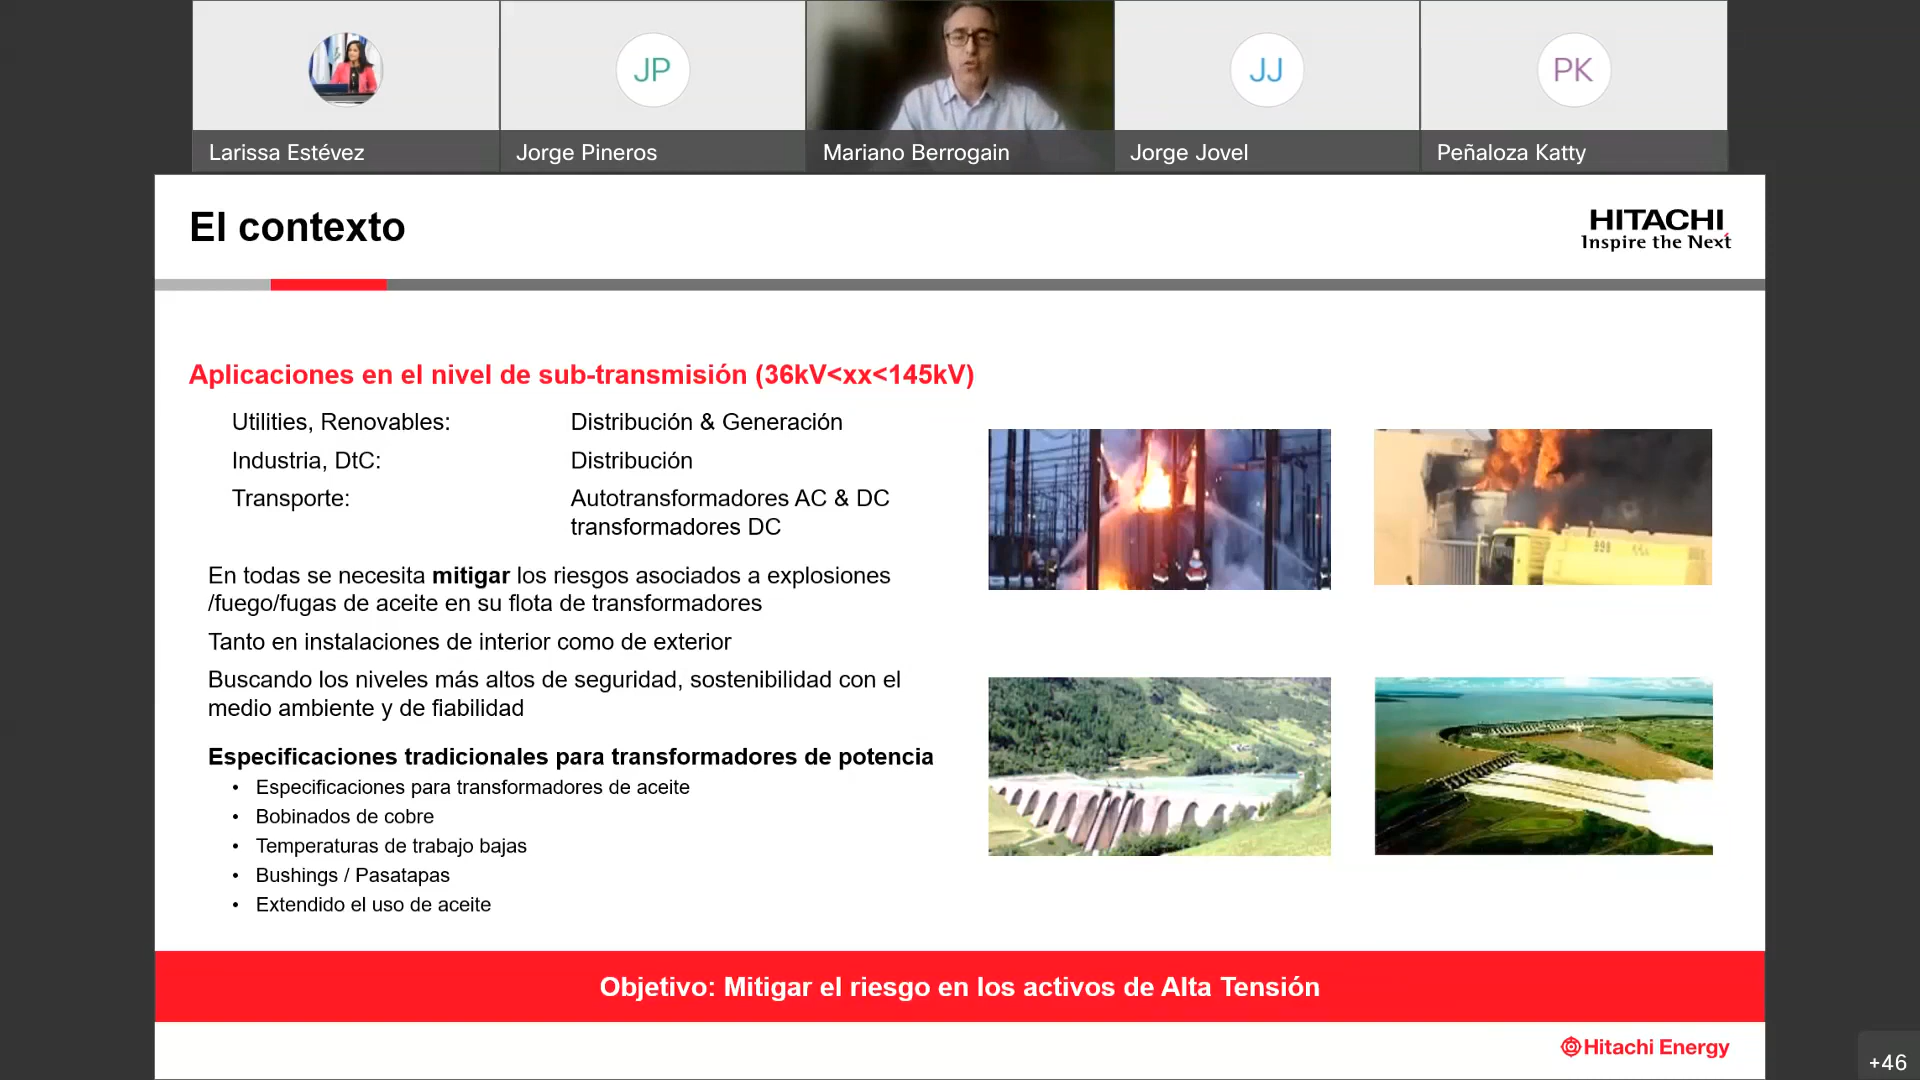 JP
JJ
PK
Larissa Estévez
Jorge Pineros
Mariano Berrogain
Jorge Jovel
Peñaloza Katty
El contexto
HITACHI
Inspire the Next
Aplicaciones en el nivel de sub-transmisión (36kV<xx<145kV)
Utilities, Renovables: Distribución & Generación
Industria, DtC: Distribución
Transporte: Autotransformadores AC & DC
transformadores DC
En todas se necesita mitigar los riesgos asociados a explosiones
/fuego/fugas de aceite en su flota de transformadores
Tanto en instalaciones de interior como de exterior
Buscando los niveles más altos de seguridad, sostenibilidad con el
medio ambiente y de fiabilidad
Especificaciones tradicionales para transformadores de potencia
• Especificaciones para transformadores de aceite
• Bobinados de cobre
• Temperaturas de trabajo bajas
• Bushings / Pasatapas
• Extendido el uso de aceite
Objetivo: Mitigar el riesgo en los activos de Alta Tensión
Hitachi Energy
+46